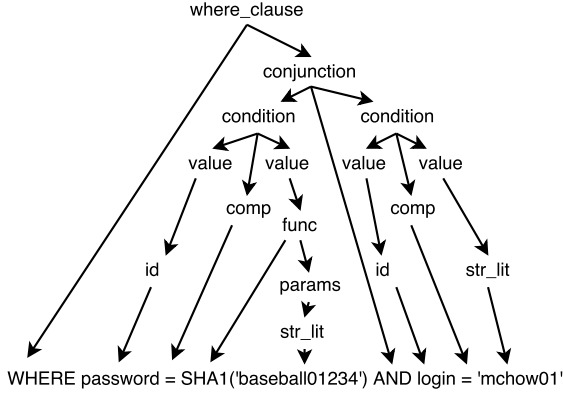 where_clause
conjunction
condition condition
value value value value
comp comp
func
id id str_lit
params
str_lit
WHERE password = SHA1('baseball01234') AND login = 'mchow01'